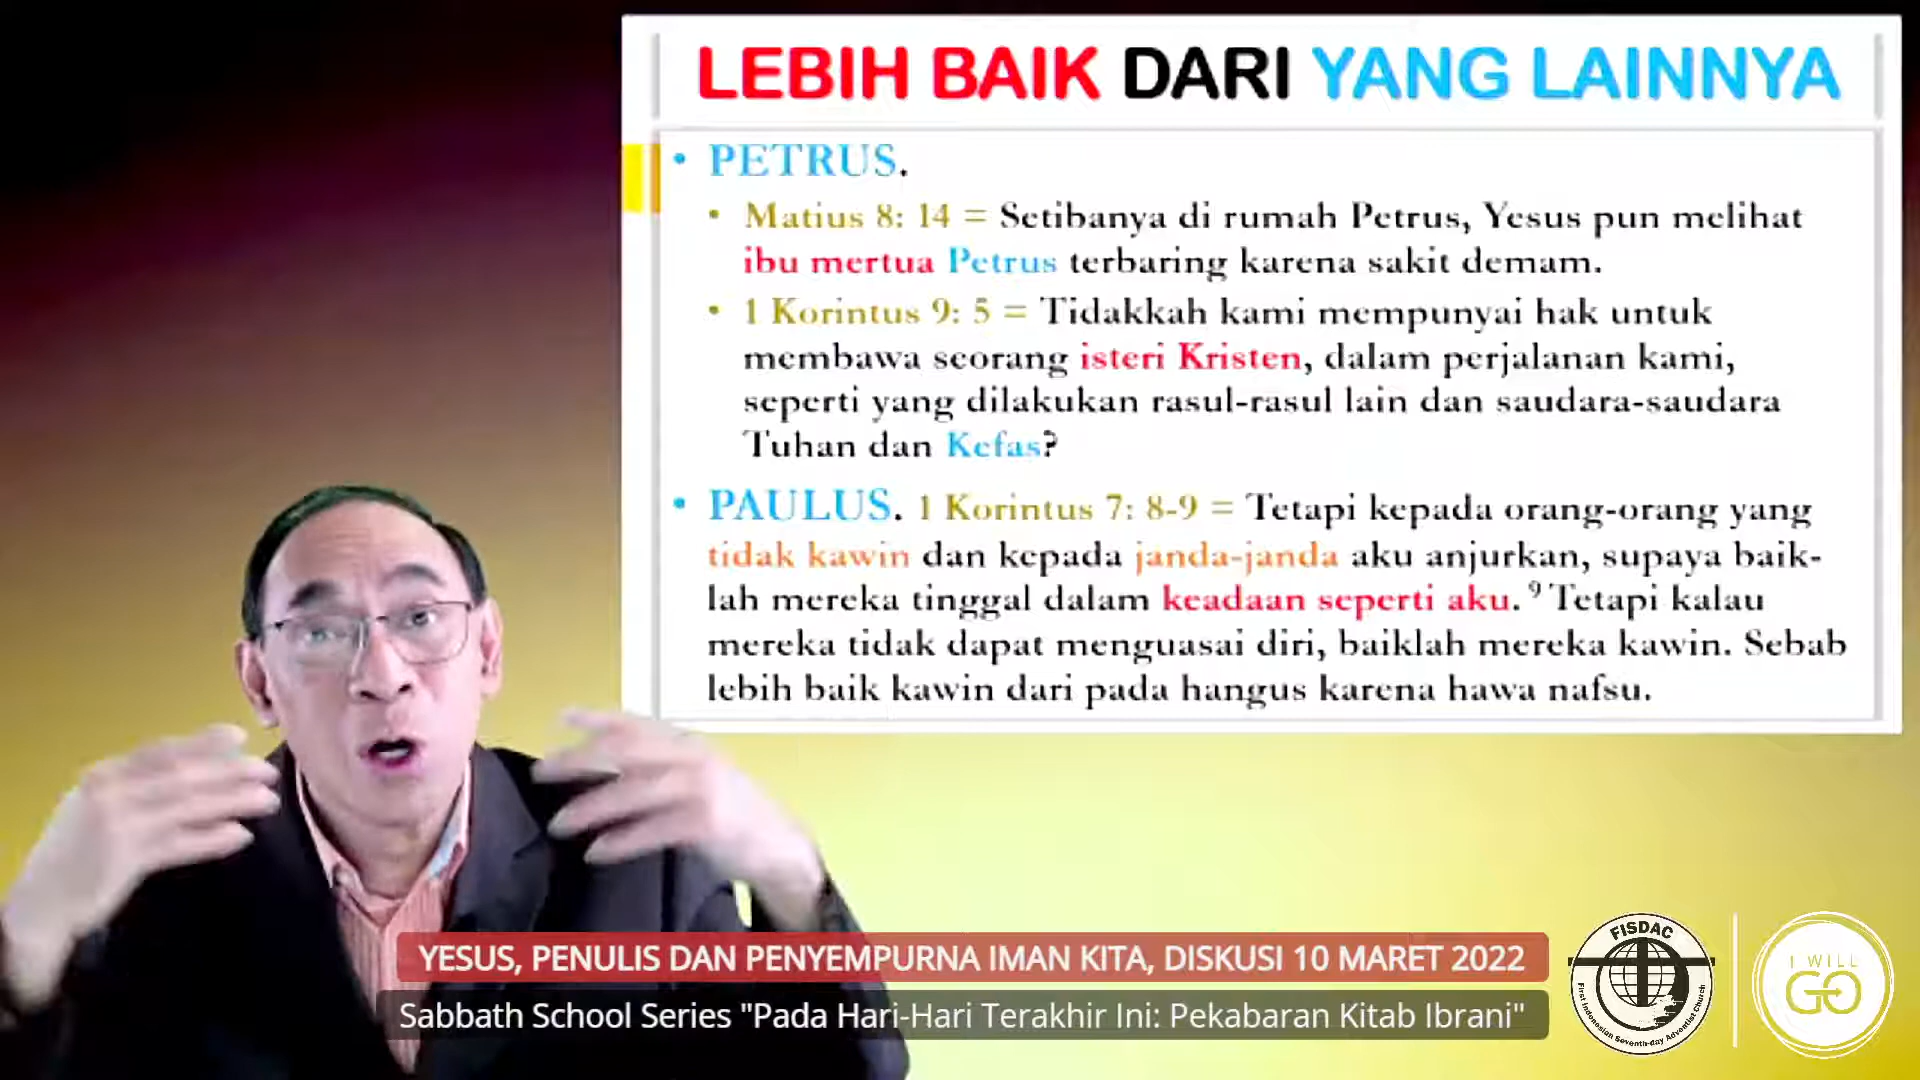 LEBIH BAIK DARI YANG LAINNYA
• PETRUS.
• Matius 8: 14 = Setibanya di rumah Petrus, Yesus pun melihat
ibu mertua Petrus terbaring karena sakit demam.
• 1 Korintus 9: 5 = Tidakkah kami mempunyai hak untuk
membawa seorang isteri Kristen, dalam perjalanan kami,
seperti yang dilakukan rasul-rasul lain dan saudara-saudara
Tuhan dan Kefas?
• PAULUS. 1 Korintus 7: 8-9 = Tetapi kepada orang-orang yang
tidak kawin dan kepada janda-janda aku anjurkan, supaya baik-
lah mereka tinggal dalam keadaan seperti aku. ⁹ Tetapi kalau
mereka tidak dapat menguasai diri, baiklah mereka kawin. Sebab
lebih baik kawin dari pada hangus karena hawa nafsu.
YESUS, PENULIS DAN PENYEMPURNA IMAN KITA, DISKUSI 10 MARET 2022
Sabbath School Series "Pada Hari-Hari Terakhir Ini: Pekabaran Kitab Ibrani"
FISDAC
First Indonesian Seventh-day Adventist Church
I WILL
GO